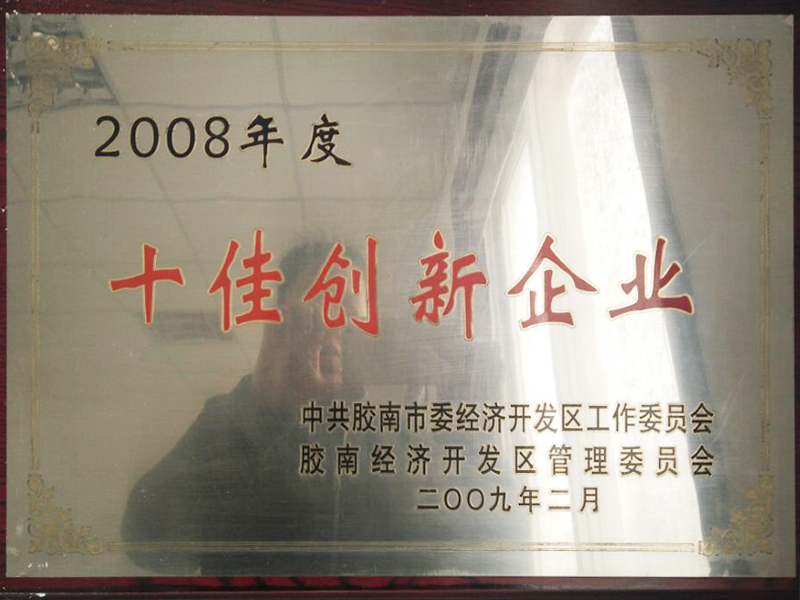 2008年度
十佳创新企业
中共胶南市委经济开发区工作委员会
胶南经济开发区管理委员会
二〇〇九年二月